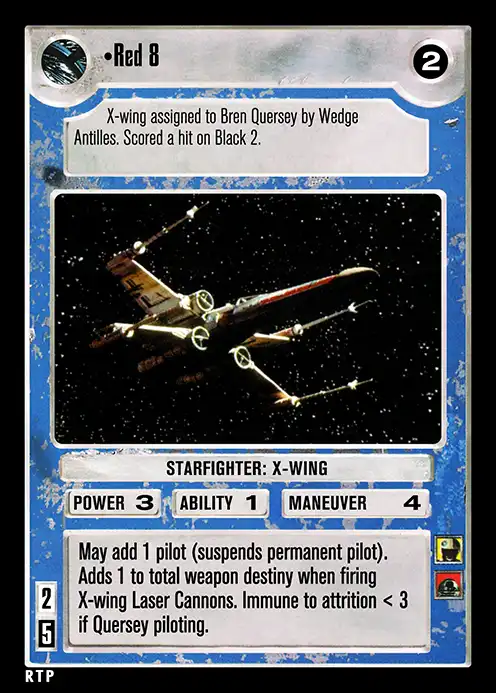 •Red 8
2
X-wing assigned to Bren Quersey by Wedge
Antilles. Scored a hit on Black 2.
STARFIGHTER: X-WING
POWER 3 ABILITY 1 MANEUVER 4
May add 1 pilot (suspends permanent pilot).
Adds 1 to total weapon destiny when firing
X-wing Laser Cannons. Immune to attrition < 3
if Quersey piloting.
2
5
RTP